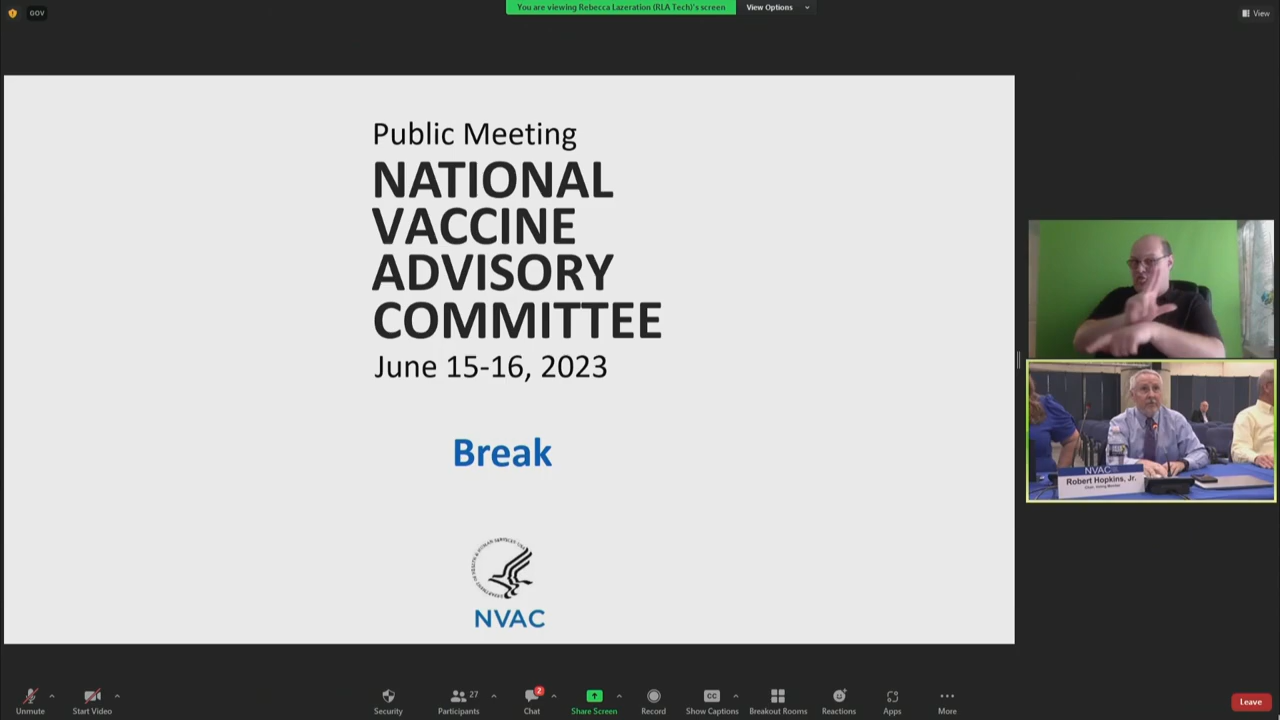 GOV
You are viewing Rebecca Lazeration (RLA Tech)'s screen
View Options
View
Public Meeting
NATIONAL
VACCINE
ADVISORY
COMMITTEE
June 15-16, 2023
Break
NVAC
NVAC
Robert Hopkins, Jr.
Unmute
Start Video
Security
Participants
27
Chat
2
Share Screen
Record
CC
Show Captions
Breakout Rooms
Reactions
Apps
More
Leave